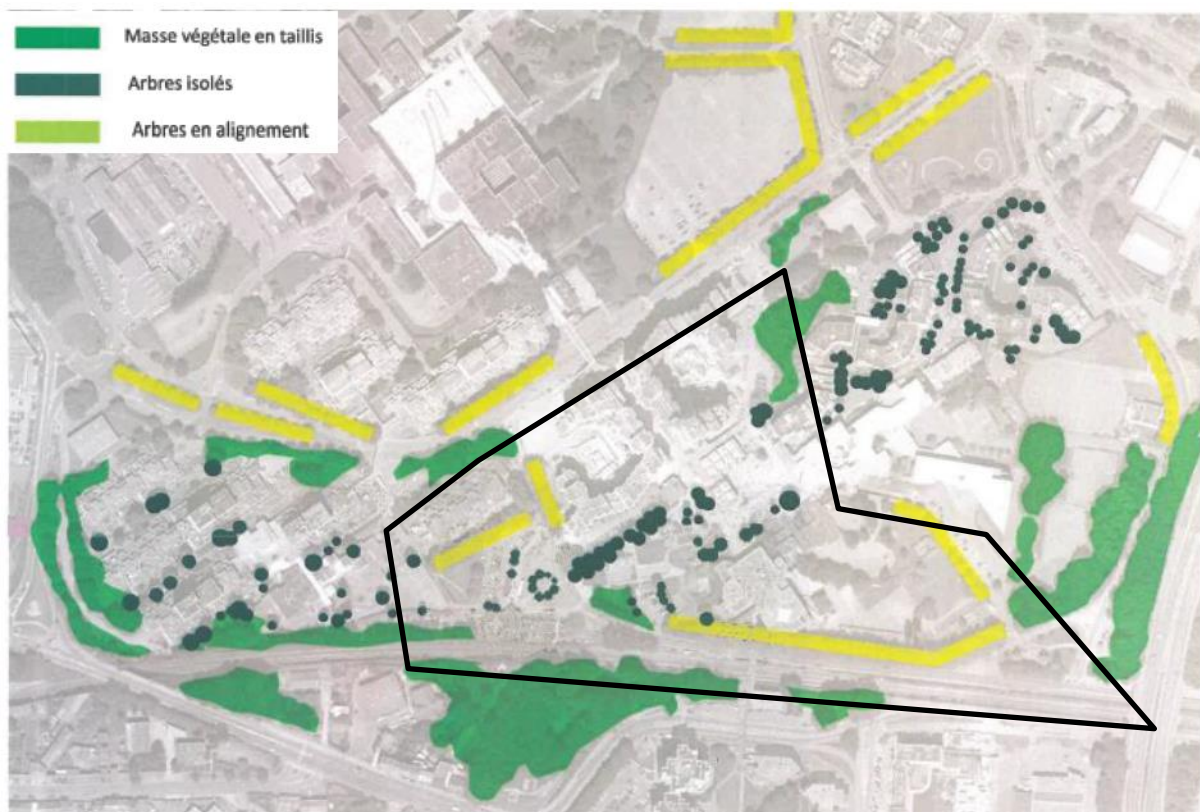 Masse végétale en taillis
Arbres isolés
Arbres en alignement